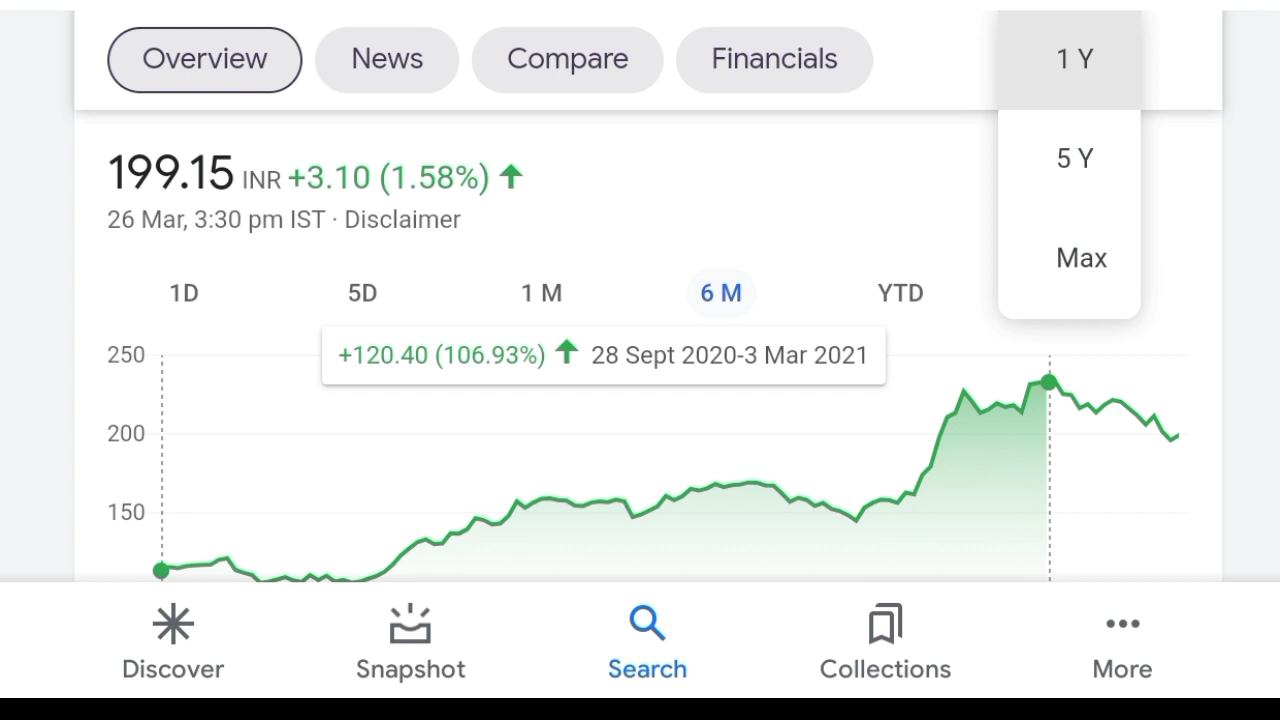 Overview News Compare Financials 1 Y
5 Y
Max
199.15 INR +3.10 (1.58%)
26 Mar, 3:30 pm IST · Disclaimer
1D 5D 1 M 6 M YTD
+120.40 (106.93%) 28 Sept 2020-3 Mar 2021
250
200
150
Discover Snapshot Search Collections More